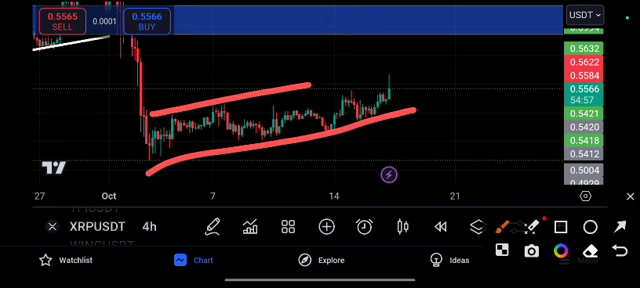 0.5565
SELL
0.0001
0.5566
BUY
USDT
0.5632
0.5622
0.5584
0.5566
54:57
0.5421
0.5420
0.5418
0.5412
0.5004
27
Oct
7
14
21
XRPUSDT
4h
Watchlist
Chart
Explore
Ideas